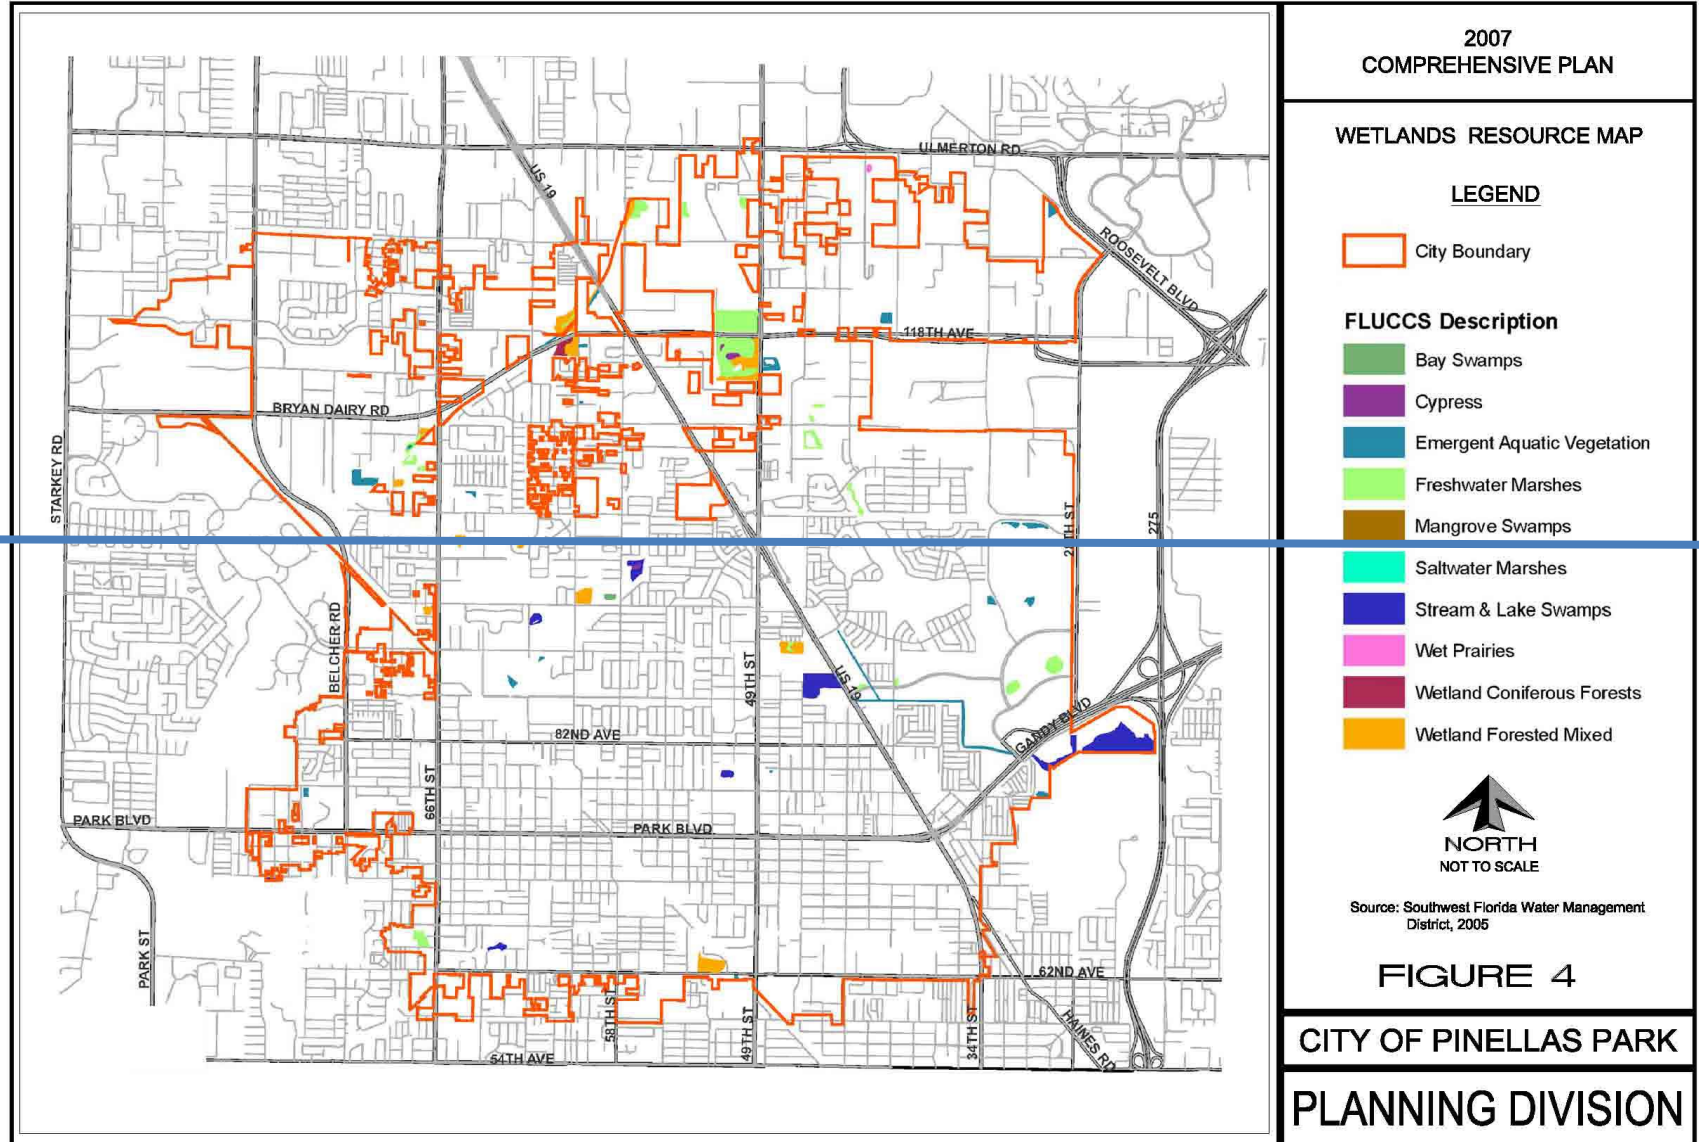 2007
COMPREHENSIVE PLAN
WETLANDS RESOURCE MAP
LEGEND
City Boundary
FLUCCS Description
Bay Swamps
Cypress
Emergent Aquatic Vegetation
Freshwater Marshes
Mangrove Swamps
Saltwater Marshes
Stream & Lake Swamps
Wet Prairies
Wetland Coniferous Forests
Wetland Forested Mixed
NORTH
NOT TO SCALE
Source: Southwest Florida Water Management
District, 2005
FIGURE 4
CITY OF PINELLAS PARK
PLANNING DIVISION
ULMERTON RD
US 19
ROOSEVELT BLVD
118TH AVE
BRYAN DAIRY RD
STARKEY RD
275
BELCHER RD
49TH ST
US 19
GANDY BLVD
82ND AVE
66TH ST
PARK BLVD
PARK BLVD
PARK ST
62ND AVE
58TH ST
49TH ST
34TH ST
HAINES RD
54TH AVE